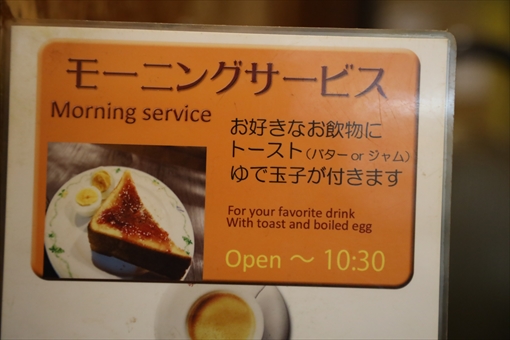 モーニングサービス
Morning service
お好きなお飲物に
トースト(バター or ジャム)
ゆで玉子が付きます
For your favorite drink
With toast and boiled egg
Open ～ 10:30